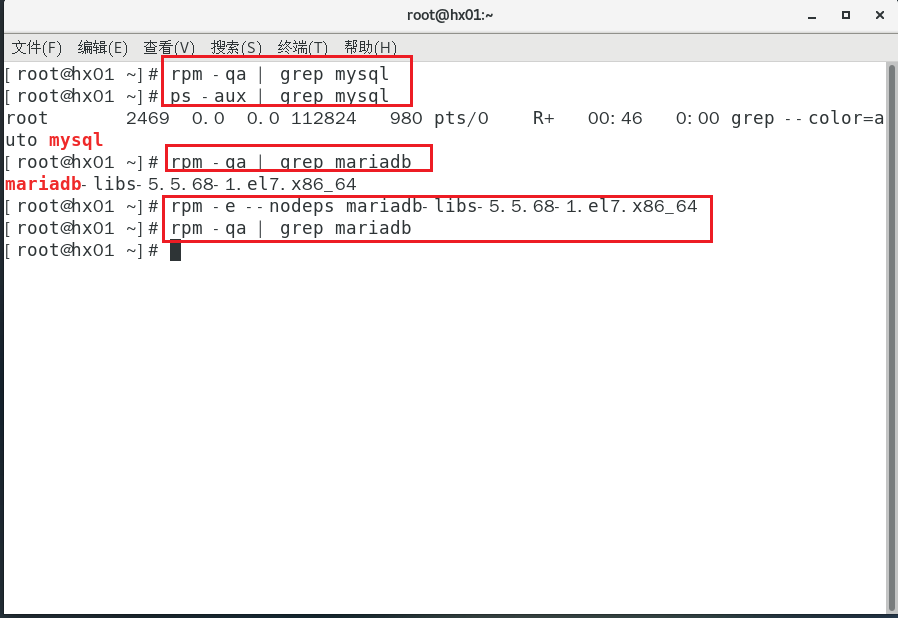 root@hx01:~
文件(F) 编辑(E) 查看(V) 搜索(S) 终端(T) 帮助(H)
[root@hx01 ~]# rpm -qa | grep mysql
[root@hx01 ~]# ps -aux | grep mysql
root 2469 0.0 0.0 112824 980 pts/0 R+ 00:46 0:00 grep --color=a
uto mysql
[root@hx01 ~]# rpm -qa | grep mariadb
mariadb-libs-5.5.68-1.el7.x86_64
[root@hx01 ~]# rpm -e --nodeps mariadb-libs-5.5.68-1.el7.x86_64
[root@hx01 ~]# rpm -qa | grep mariadb
[root@hx01 ~]#